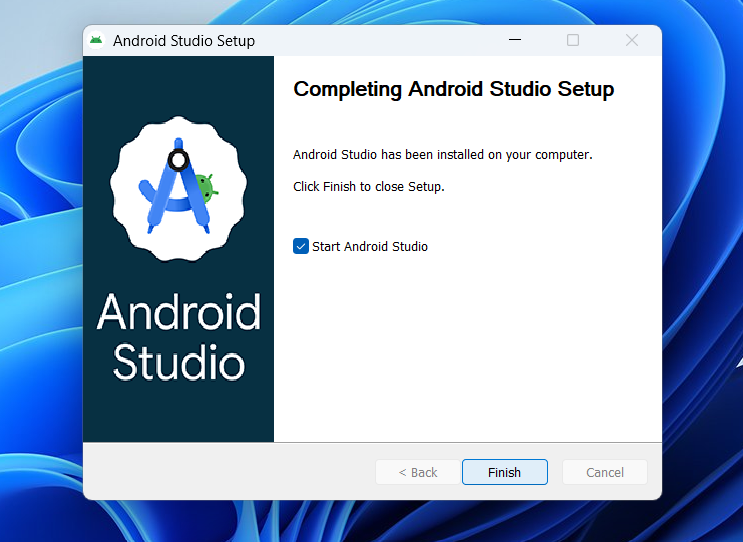 Android Studio Setup
Completing Android Studio Setup
Android Studio has been installed on your computer.
Click Finish to close Setup.
Start Android Studio
Android
Studio
< Back
Finish
Cancel